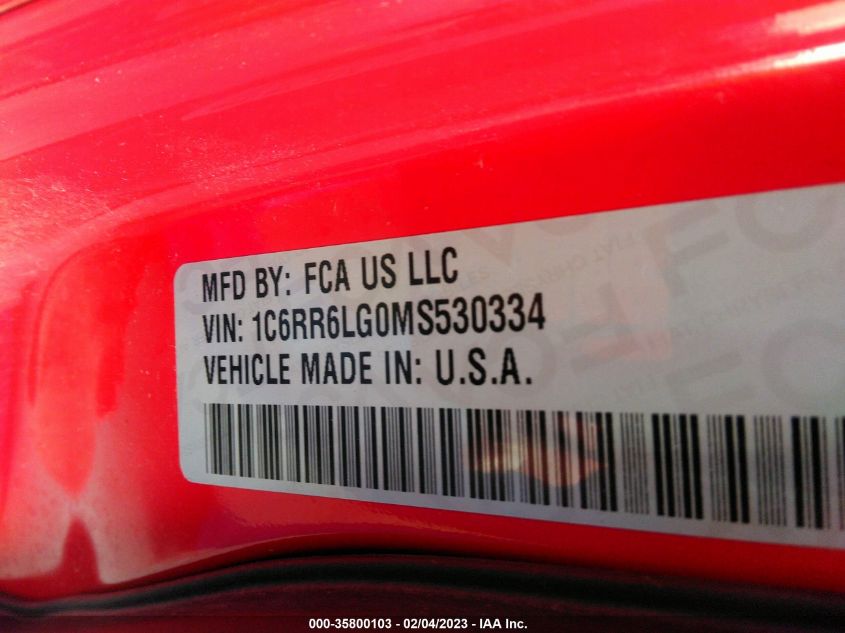 MFD BY: FCA US LLC
VIN: 1C6RR6LG0MS530334
VEHICLE MADE IN: U.S.A.
000-35800103 - 02/04/2023 - IAA Inc.